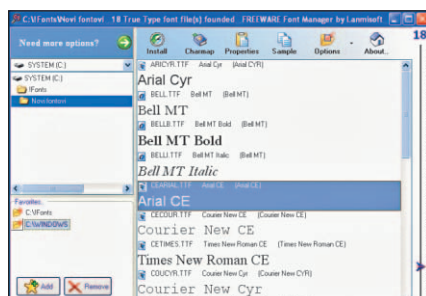 C:\!Fonts\Novi fontovi 18 True Type font file(s) founded FREEWARE Font Manager by Lanmisoft
Need more options?
Install Charmap Properties Sample Options About..
18
SYSTEM (C:)
SYSTEM (C:)
!Fonts
Novi fontovi
ARICYR.TTF Arial Cyr (Arial CYR)
Arial Cyr
BELL.TTF Bell MT (Bell MT)
Bell MT
BELLB.TTF Bell MT Bold (Bell MT)
Bell MT Bold
BELLI.TTF Bell MT Italic (Bell MT)
Bell MT Italic
CEARIAL.TTF Arial CE (Arial CE)
Arial CE
CECOUR.TTF Courier New CE (Courier New CE)
Courier New CE
CETIMES.TTF Times New Roman CE (Times New Roman CE)
Times New Roman CE
COUCYR.TTF Courier New Cyr (Courier New CYR)
Courier New Cyr
Favorites..
C:\!Fonts
C:\WINDOWS
Add Remove